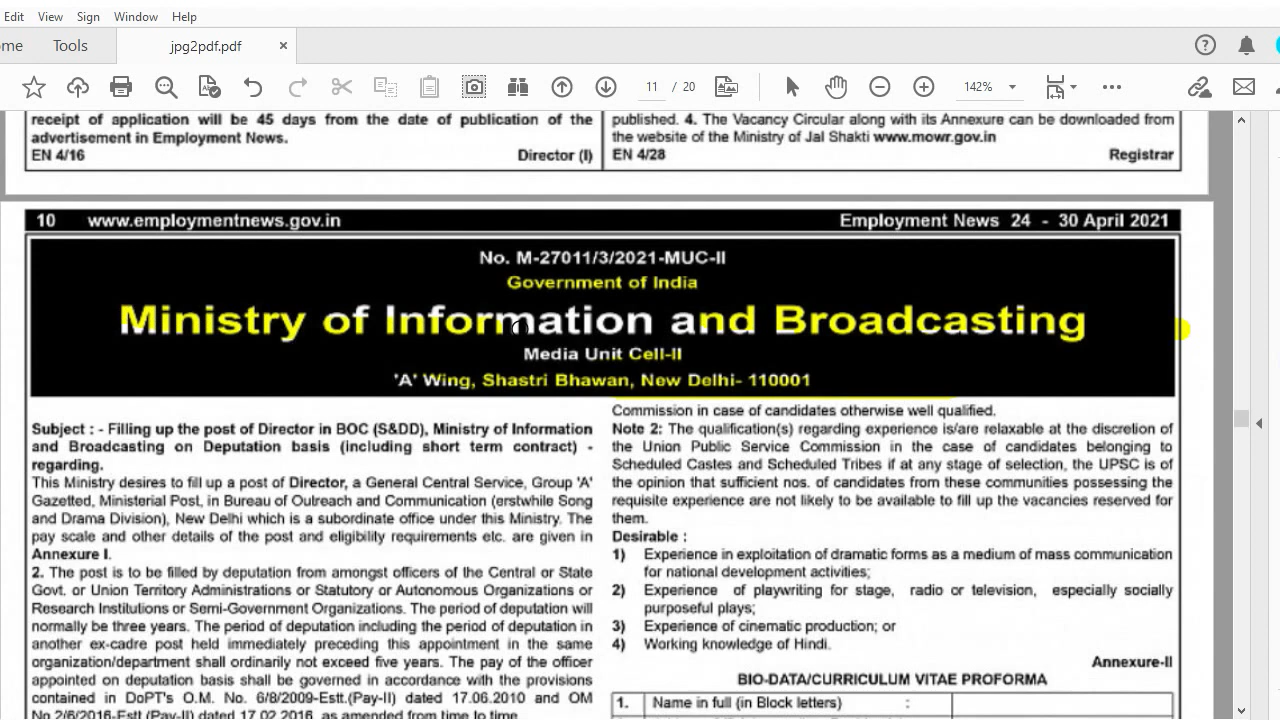 Edit View Sign Window Help
ome Tools jpg2pdf.pdf ×
11 / 20 142%
receipt of application will be 45 days from the date of publication of the
advertisement in Employment News.
EN 4/16 Director (I)
published. 4. The Vacancy Circular along with its Annexure can be downloaded from
the website of the Ministry of Jal Shakti www.mowr.gov.in
EN 4/28 Registrar
10 www.employmentnews.gov.in Employment News 24 - 30 April 2021
No. M-27011/3/2021-MUC-II
Government of India
Ministry of Information and Broadcasting
Media Unit Cell-II
'A' Wing, Shastri Bhawan, New Delhi- 110001
Subject : - Filling up the post of Director in BOC (S&DD), Ministry of Information
and Broadcasting on Deputation basis (including short term contract) -
regarding.
This Ministry desires to fill up a post of Director, a General Central Service, Group 'A'
Gazetted, Ministerial Post, in Bureau of Outreach and Communication (erstwhile Song
and Drama Division), New Delhi which is a subordinate office under this Ministry. The
pay scale and other details of the post and eligibility requirements etc. are given in
Annexure I.
2. The post is to be filled by deputation from amongst officers of the Central or State
Govt. or Union Territory Administrations or Statutory or Autonomous Organizations or
Research Institutions or Semi-Government Organizations. The period of deputation will
normally be three years. The period of deputation including the period of deputation in
another ex-cadre post held immediately preceding this appointment in the same
organization/department shall ordinarily not exceed five years. The pay of the officer
appointed on deputation basis shall be governed in accordance with the provisions
contained in DoPT's O.M. No. 6/8/2009-Estt.(Pay-II) dated 17.06.2010 and OM
No.2/6/2016-Estt.(Pay-II) dated 17.02.2016, as amended from time to time.
Commission in case of candidates otherwise well qualified.
Note 2: The qualification(s) regarding experience is/are relaxable at the discretion of
the Union Public Service Commission in the case of candidates belonging to
Scheduled Castes and Scheduled Tribes if at any stage of selection, the UPSC is of
the opinion that sufficient nos. of candidates from these communities possessing the
requisite experience are not likely to be available to fill up the vacancies reserved for
them.
Desirable :
1) Experience in exploitation of dramatic forms as a medium of mass communication
for national development activities;
2) Experience of playwriting for stage, radio or television, especially socially
purposeful plays;
3) Experience of cinematic production; or
4) Working knowledge of Hindi.
Annexure-II
BIO-DATA/CURRICULUM VITAE PROFORMA
1. Name in full (in Block letters) :